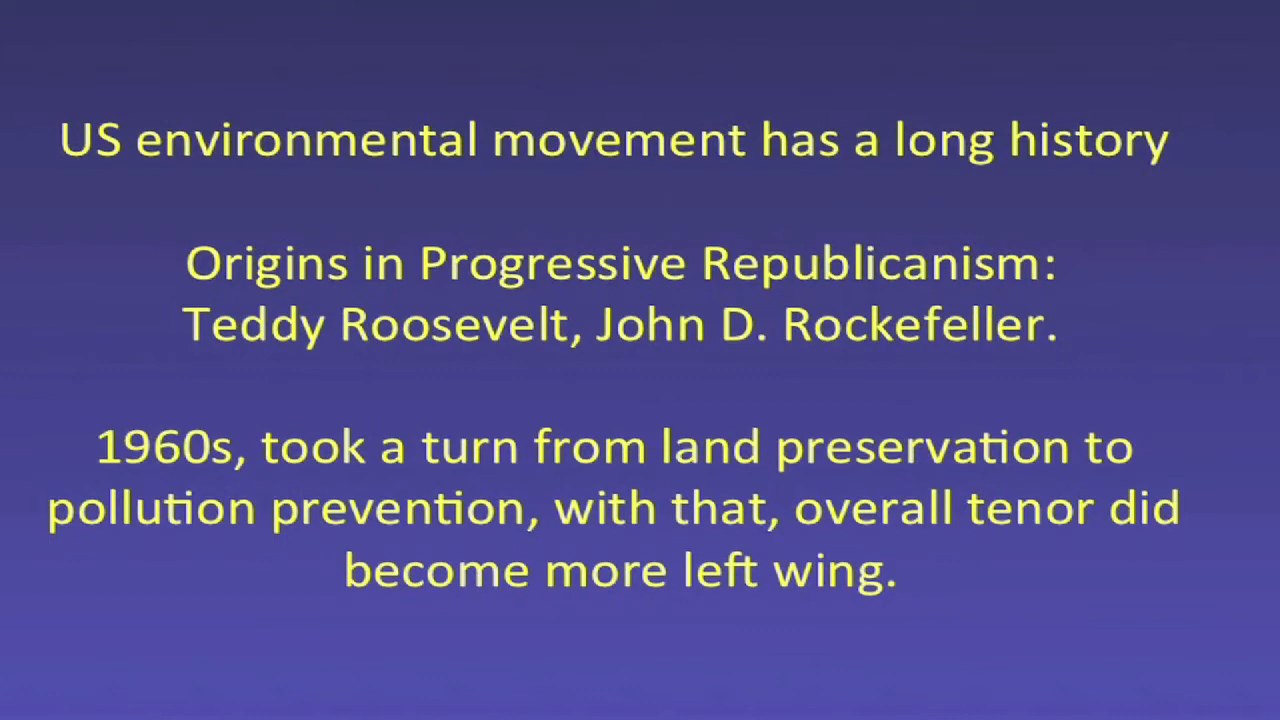 US environmental movement has a long history
Origins in Progressive Republicanism:
Teddy Roosevelt, John D. Rockefeller.
1960s, took a turn from land preservation to
pollution prevention, with that, overall tenor did
become more left wing.